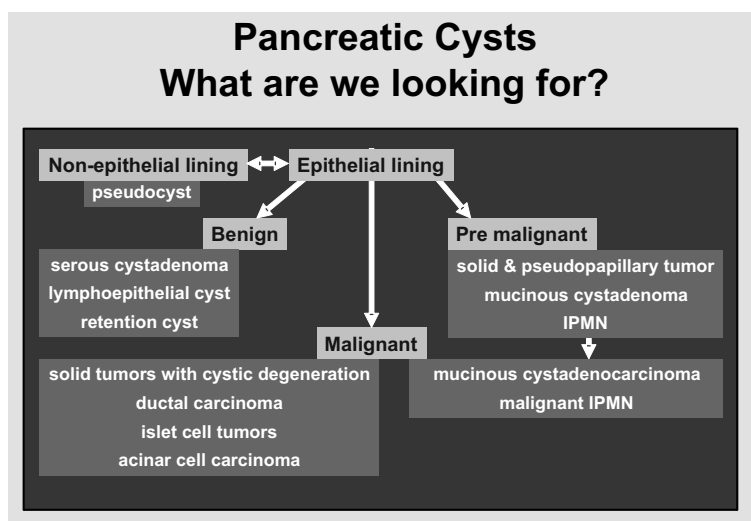 Pancreatic Cysts
What are we looking for?
Non-epithelial lining
Epithelial lining
pseudocyst
Benign
Pre malignant
serous cystadenoma
lymphoepithelial cyst
retention cyst
solid & pseudopapillary tumor
mucinous cystadenoma
IPMN
Malignant
solid tumors with cystic degeneration
ductal carcinoma
islet cell tumors
acinar cell carcinoma
mucinous cystadenocarcinoma
malignant IPMN